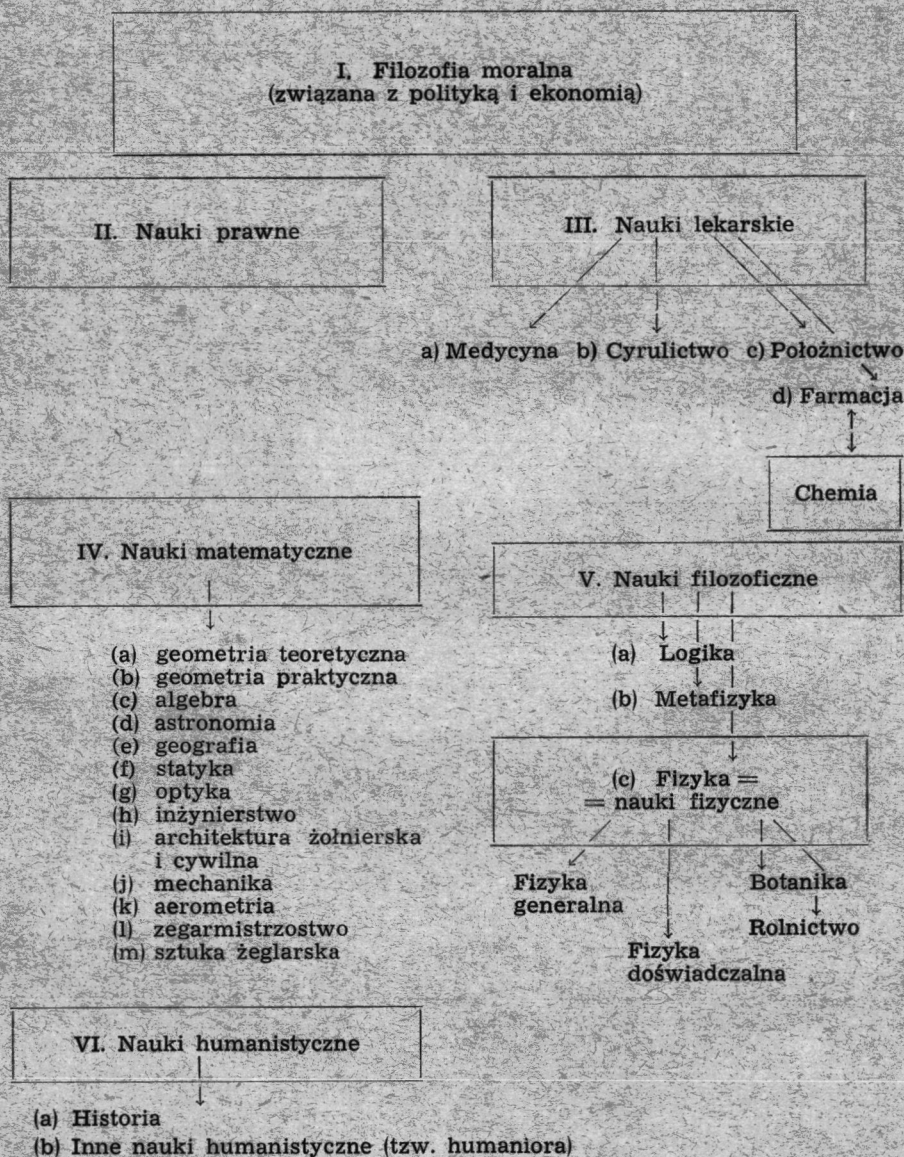 I. Filozofia moralna
(związana z polityką i ekonomią)
II. Nauki prawne
III. Nauki lekarskie
a) Medycyna b) Cyrulictwo c) Położnictwo
d) Farmacja
Chemia
IV. Nauki matematyczne
(a) geometria teoretyczna
(b) geometria praktyczna
(c) algebra
(d) astronomia
(e) geografia
(f) statyka
(g) optyka
(h) inżynierstwo
(i) architektura żołnierska
i cywilna
(j) mechanika
(k) aerometria
(l) zegarmistrzostwo
(m) sztuka żeglarska
V. Nauki filozoficzne
(a) Logika
(b) Metafizyka
(c) Fizyka =
= nauki fizyczne
Fizyka
generalna
Fizyka
doświadczalna
Botanika
Rolnictwo
VI. Nauki humanistyczne
(a) Historia
(b) Inne nauki humanistyczne (tzw. humaniora)